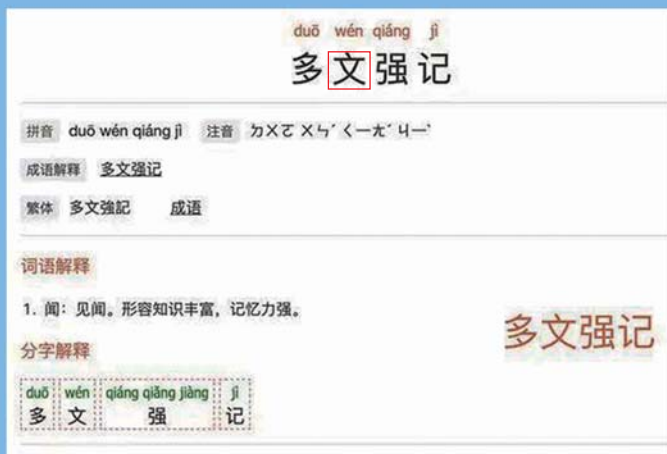 duō wén qiáng jì
多文强记
拼音 duō wén qiáng jì 注音 ㄉㄨㄛ ㄨㄣˊ ㄑㄧㄤˊ ㄐㄧˋ
成语解释 多文强记
繁体 多文強記 成语
词语解释
1. 闻：见闻。形容知识丰富，记忆力强。
多文强记
分字解释
duō wén qiáng qiǎng jiàng jì
多 文 强 记